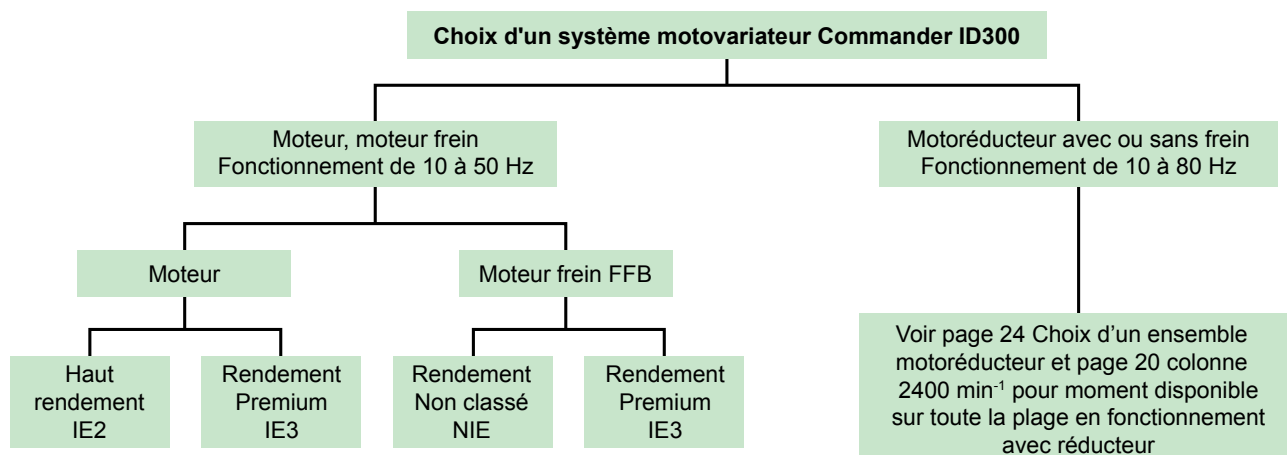 Choix d'un système motovariateur Commander ID300
Moteur, moteur frein
Fonctionnement de 10 à 50 Hz
Motoréducteur avec ou sans frein
Fonctionnement de 10 à 80 Hz
Moteur
Moteur frein FFB
Haut
rendement
IE2
Rendement
Premium
IE3
Rendement
Non classé
NIE
Rendement
Premium
IE3
Voir page 24 Choix d’un ensemble
motoréducteur et page 20 colonne
2400 min⁻¹ pour moment disponible
sur toute la plage en fonctionnement
avec réducteur